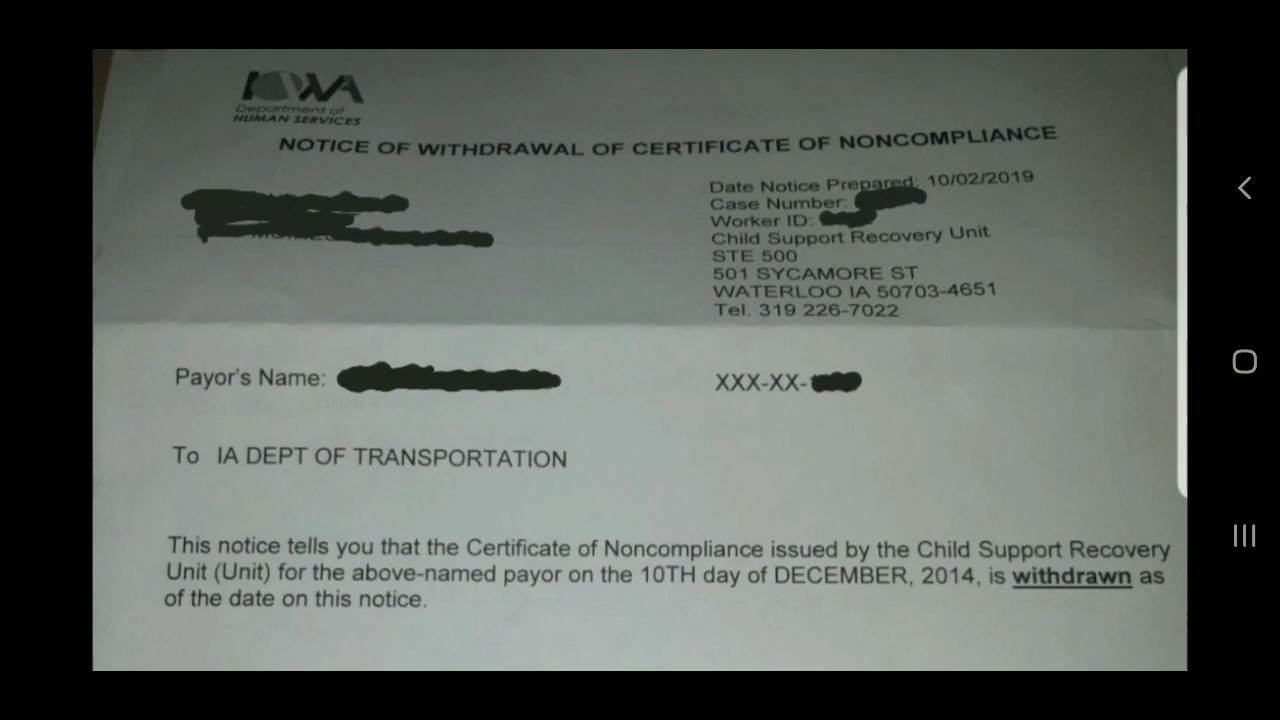 IOWA
Department of
HUMAN SERVICES
NOTICE OF WITHDRAWAL OF CERTIFICATE OF NONCOMPLIANCE
Date Notice Prepared: 10/02/2019
Case Number:
Worker ID:
Child Support Recovery Unit
STE 500
501 SYCAMORE ST
WATERLOO IA 50703-4651
Tel. 319 226-7022
Payor's Name:
XXX-XX-
To IA DEPT OF TRANSPORTATION
This notice tells you that the Certificate of Noncompliance issued by the Child Support Recovery
Unit (Unit) for the above-named payor on the 10TH day of DECEMBER, 2014, is withdrawn as
of the date on this notice.